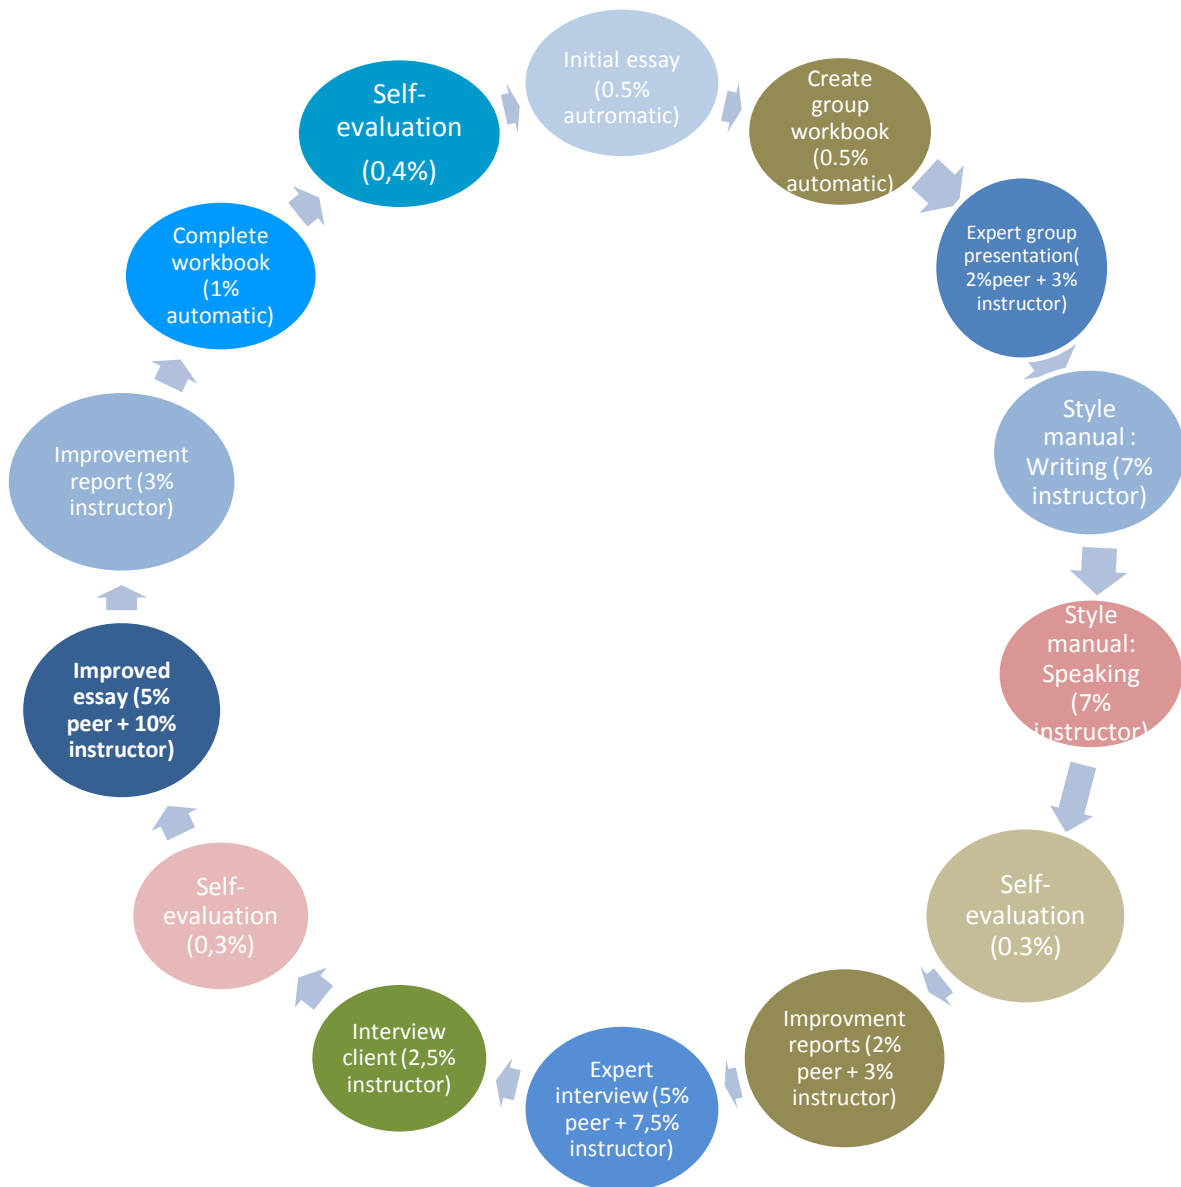 Initial essay
(0.5%
autromatic)
Create
group
workbook
(0.5%
automatic)
Expert group
presentation(
2%peer + 3%
instructor)
Style
manual :
Writing (7%
instructor)
Style
manual:
Speaking
(7%
instructor)
Self-
evaluation
(0.3%)
Improvment
reports (2%
peer + 3%
instructor)
Expert
interview (5%
peer + 7,5%
instructor)
Interview
client (2,5%
instructor)
Self-
evaluation
(0,3%)
Improved
essay (5%
peer + 10%
instructor)
Improvement
report (3%
instructor)
Complete
workbook
(1%
automatic)
Self-
evaluation
(0,4%)